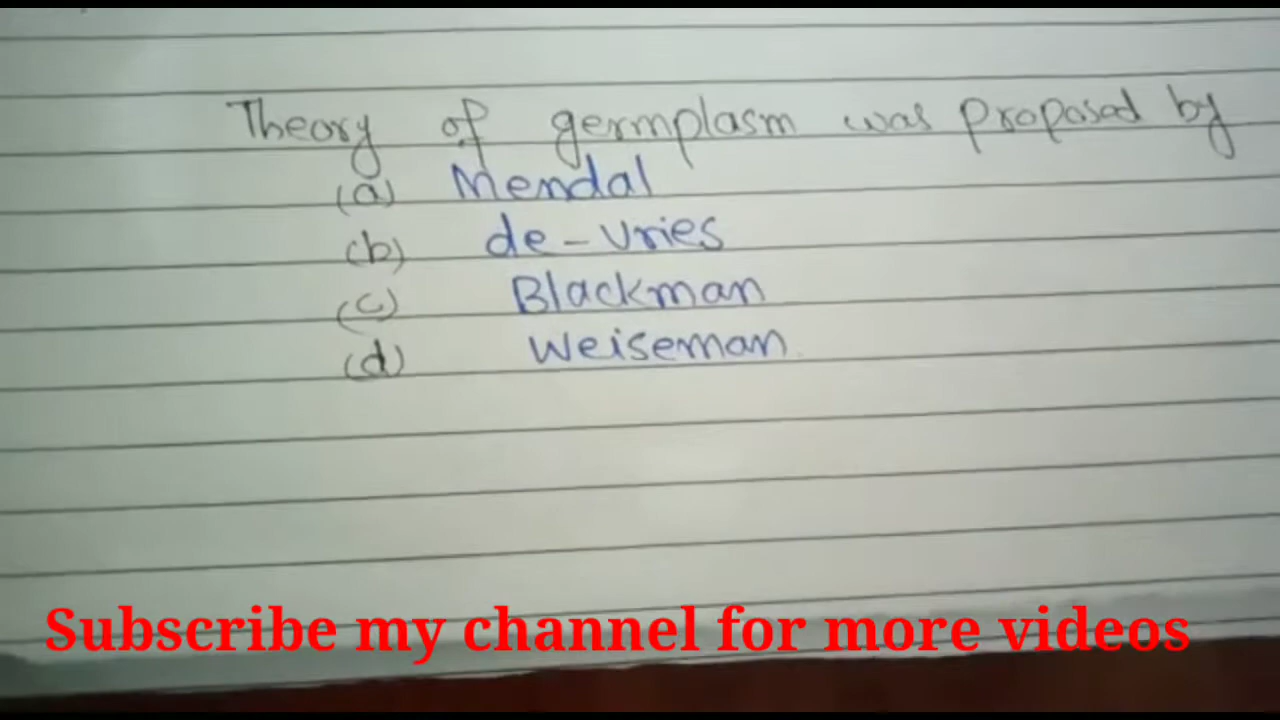 Theory of germplasm was proposed by
(a) Mendal
(b) de-vries
(c) Blackman
(d) Weiseman.
Subscribe my channel for more videos